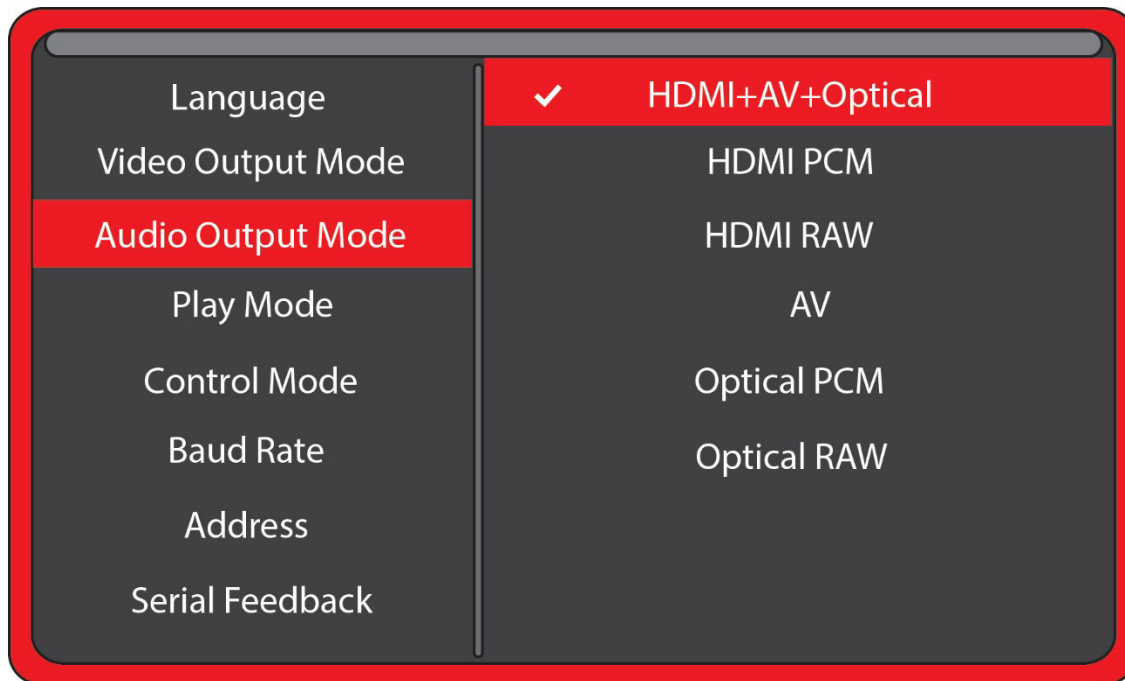 Language
Video Output Mode
Audio Output Mode
Play Mode
Control Mode
Baud Rate
Address
Serial Feedback
✓ HDMI+AV+Optical
HDMI PCM
HDMI RAW
AV
Optical PCM
Optical RAW